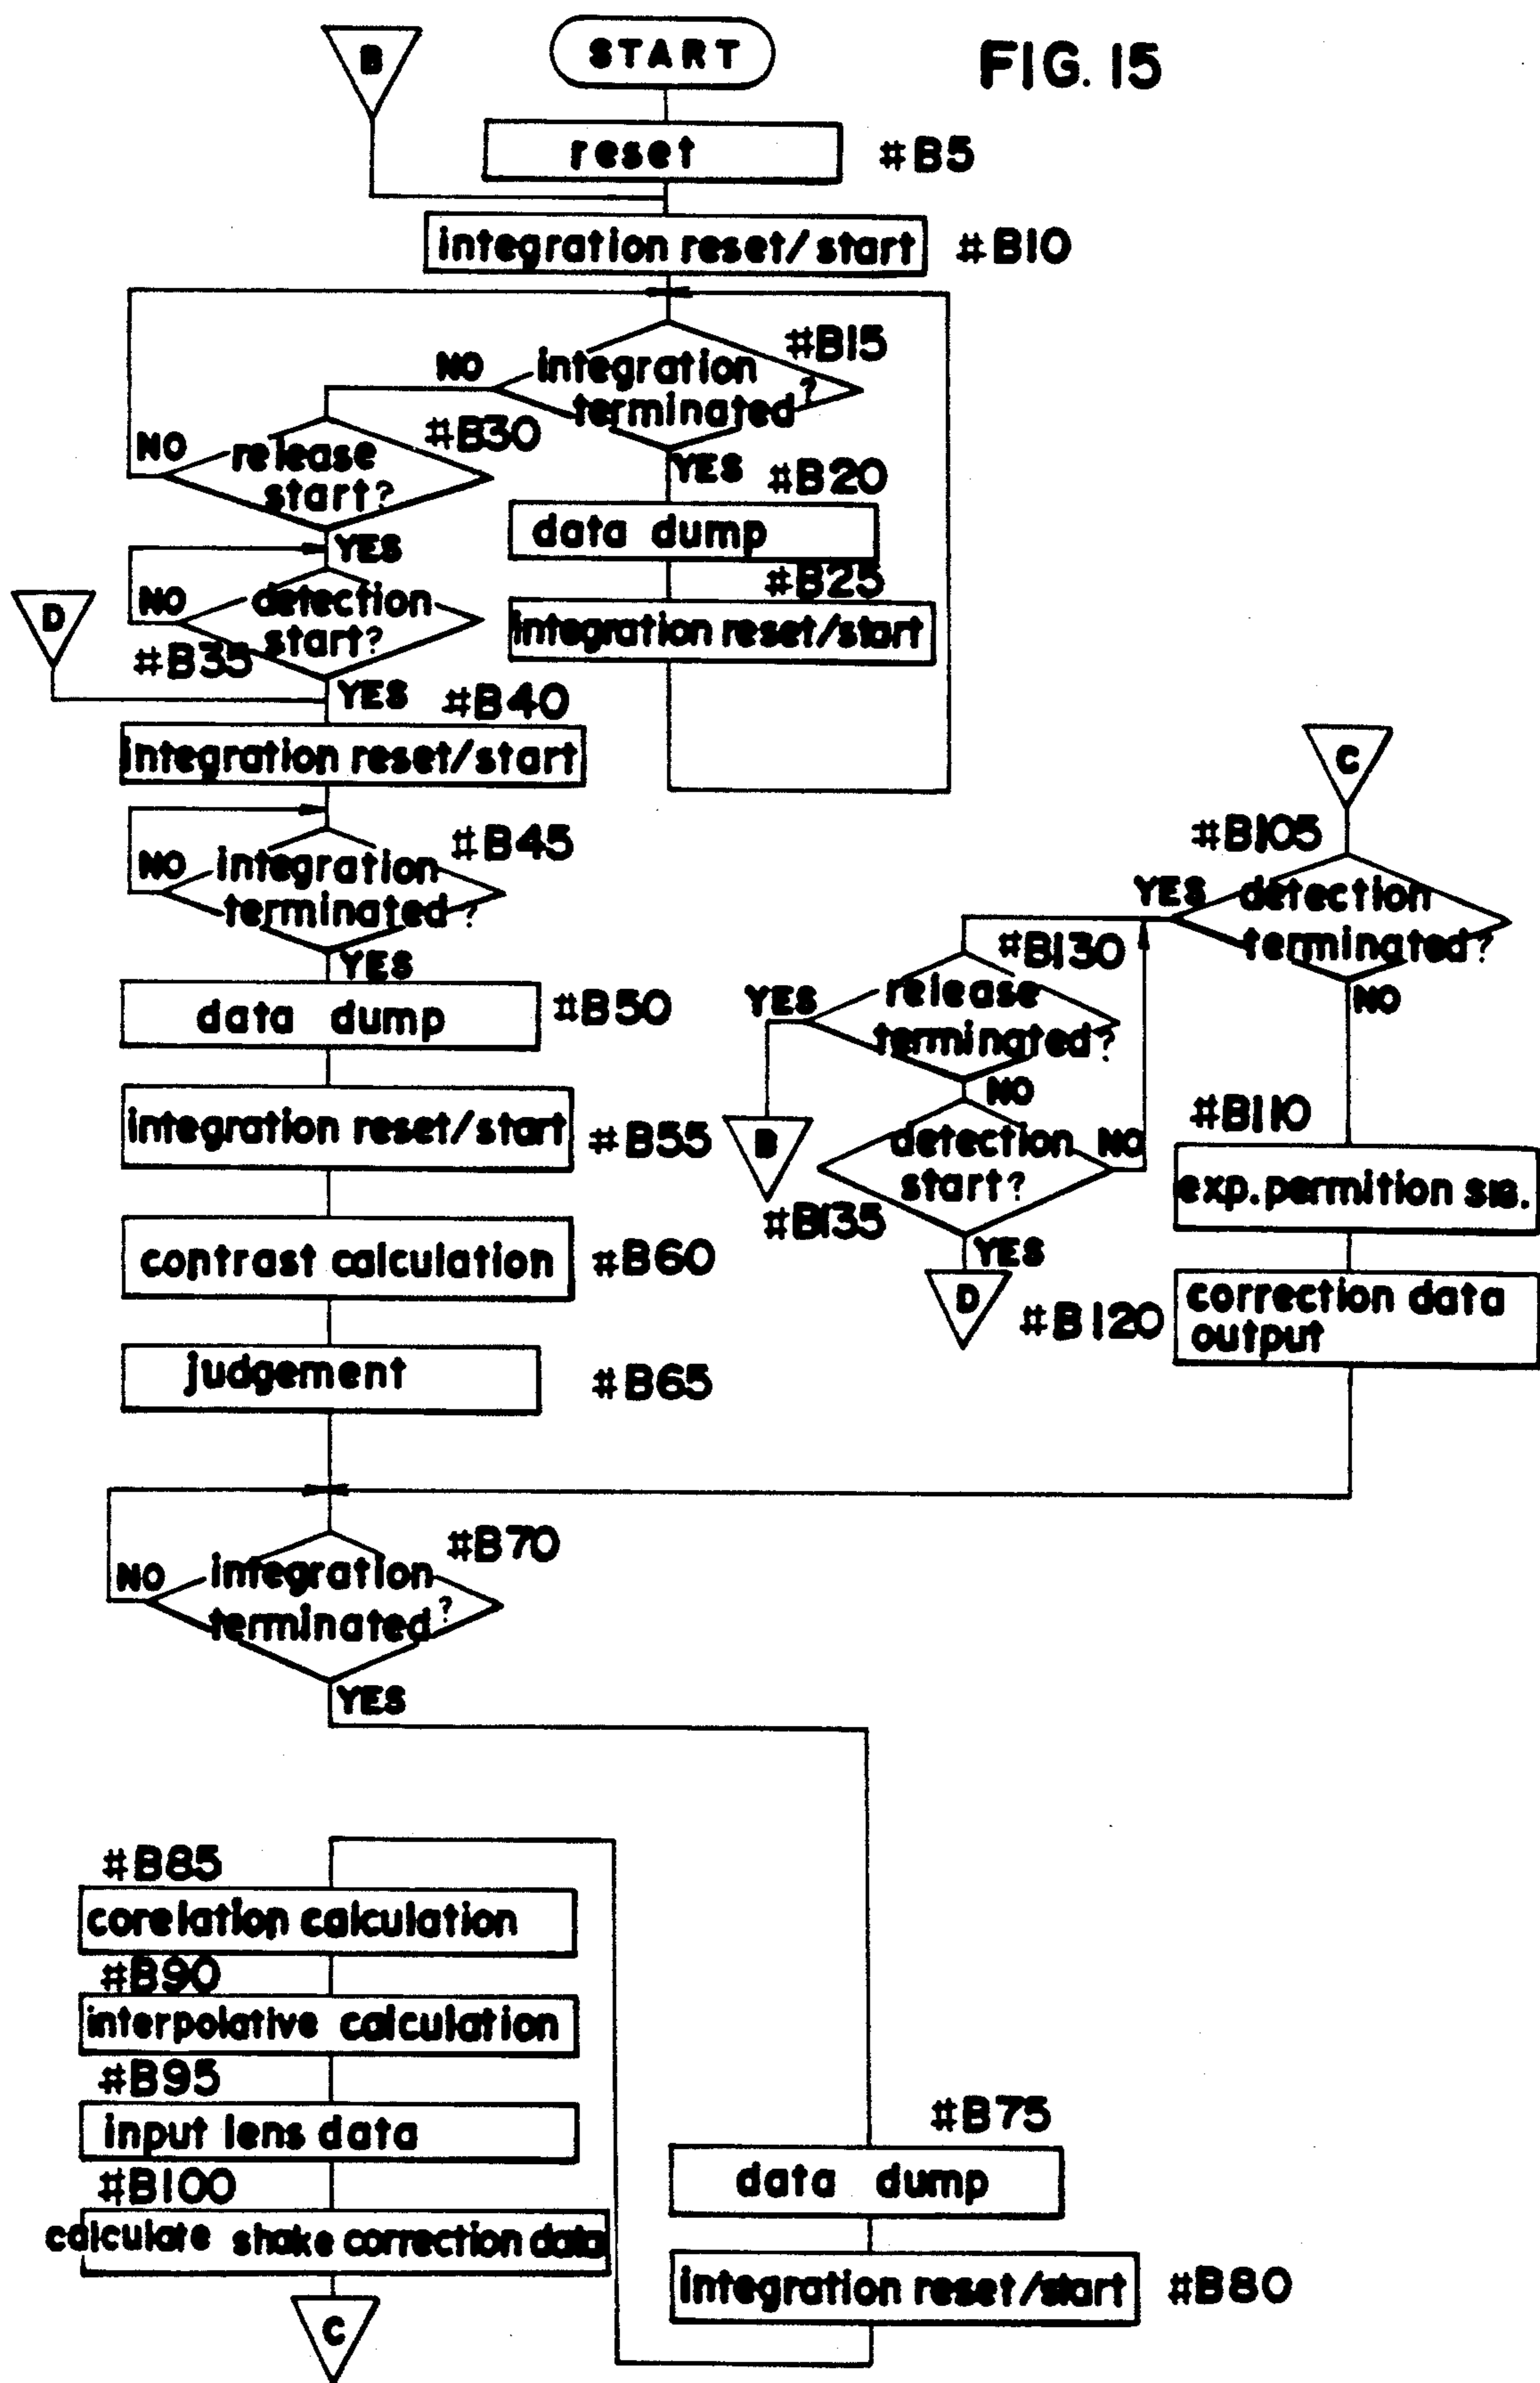 B
START
FIG. 15
reset
#B5
integration reset/start
#B10
#B15
integration
terminated?
NO
YES
#B30
release
start?
NO
YES
#B20
data dump
#B25
integration reset/start
detection
start?
NO
#B35
YES
D
#B40
integration reset/start
#B45
integration
terminated?
NO
YES
data dump
#B50
integration reset/start
#B55
contrast calculation
#B60
judgement
#B65
C
#B105
detection
terminated?
YES
NO
#B130
release
terminated?
YES
NO
B
detection
start?
NO
#B135
YES
D
#B110
exp. permition sig.
#B120
correction data
output
#B70
integration
terminated?
NO
YES
#B75
data dump
integration reset/start
#B80
#B85
corelation calculation
#B90
interpolative calculation
#B95
input lens data
#B100
calculate shake correction data
C